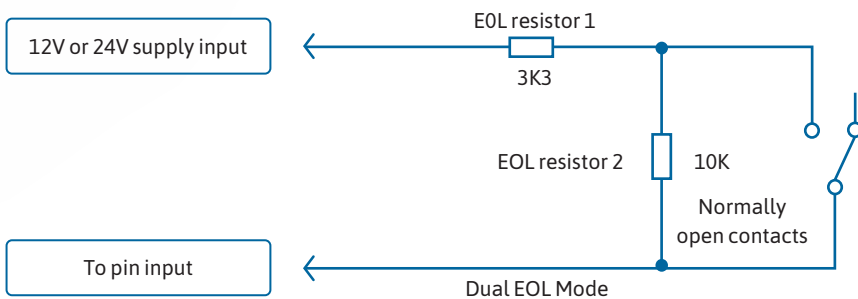 E0L resistor 1
12V or 24V supply input
3K3
EOL resistor 2
10K
Normally
open contacts
To pin input
Dual EOL Mode